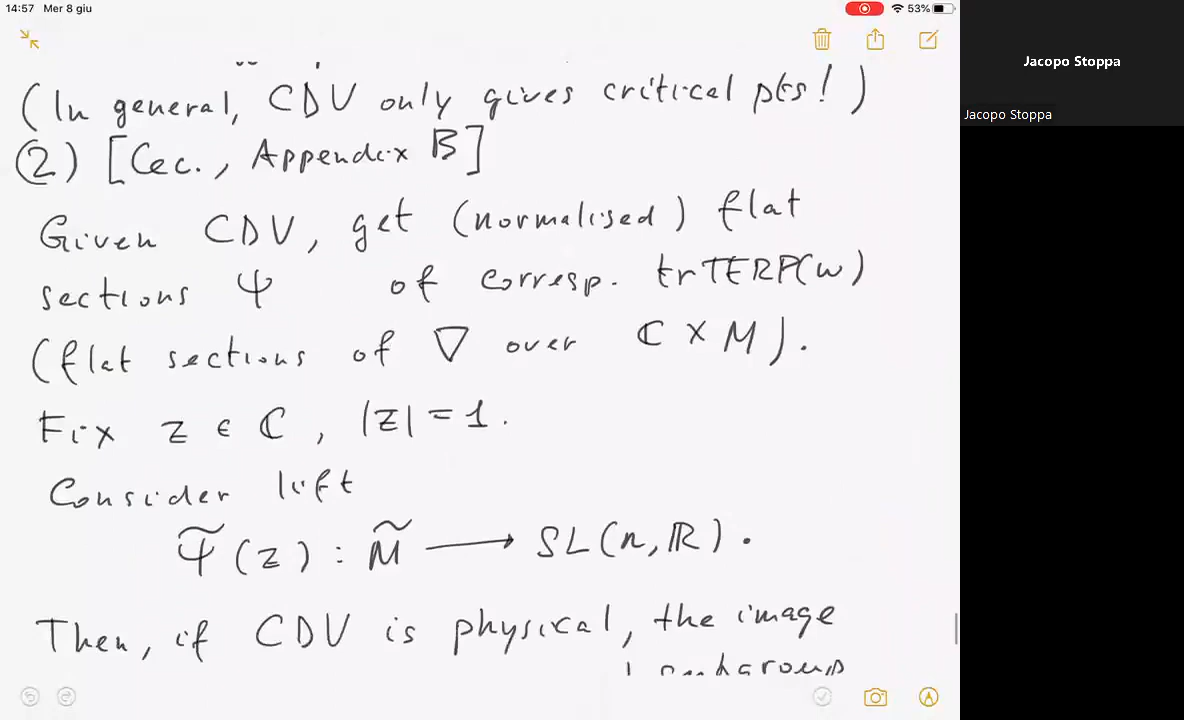 14:57 Mer 8 giu
53%
(In general, CDV only gives critical pts!)
(2) [Cec., Appendix B]
Given CDV, get (normalised) flat
sections Ψ of corresp. trTERP(w)
(flat sections of ∇ over ℂ × M).
Fix z ∈ ℂ, |z| = 1.
Consider lift
Ψ̃(z) : M̃ ⟶ SL(n, ℝ).
Then, if CDV is physical, the image
Jacopo Stoppa
Jacopo Stoppa